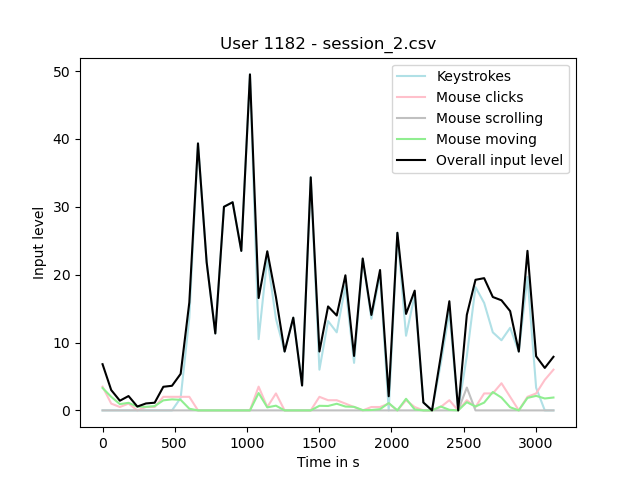 User 1182 - session_2.csv
50
40
30
20
10
0
Input level
Keystrokes
Mouse clicks
Mouse scrolling
Mouse moving
Overall input level
0 500 1000 1500 2000 2500 3000
Time in s